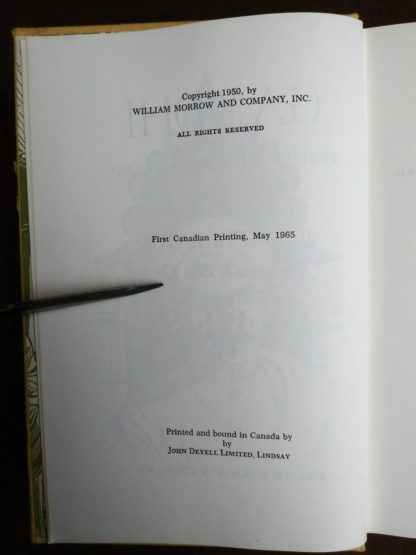 Copyright 1950, by
WILLIAM MORROW AND COMPANY, INC.
ALL RIGHTS RESERVED
First Canadian Printing, May 1965
Printed and bound in Canada by
by
JOHN DEYELL LIMITED, LINDSAY